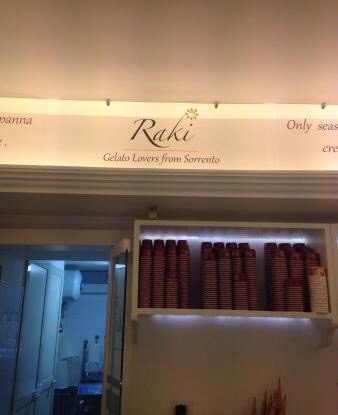 panna
e.
Raki
Gelato Lovers from Sorrento
Only seas
cre